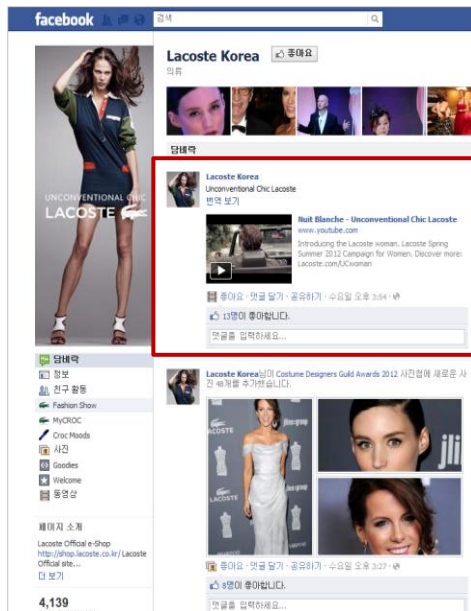 facebook
검색
Lacoste Korea
좋아요
의류
담벼락
UNCONVENTIONAL CHIC
LACOSTE
Lacoste Korea
Unconventional Chic Lacoste
번역 보기
Nuit Blanche - Unconventional Chic Lacoste
www.youtube.com
Introducing the Lacoste woman. Lacoste Spring
Summer 2012 Campaign for Women. Discover more:
Lacoste.com/UCwoman
좋아요 · 댓글 달기 · 공유하기 · 수요일 오후 3:54 ·
13명이 좋아합니다.
댓글을 입력하세요...
담벼락
정보
친구 활동
Fashion Show
MyCROC
Croc Moods
사진
Goodies
Welcome
동영상
페이지 소개
Lacoste Official e-Shop
http://shop.lacoste.co.kr/ Lacoste
Official site...
더 보기
4,139
Lacoste Korea님이 Costume Designers Guild Awards 2012 사진첩에 새로운 사
진 48개를 추가했습니다.
LACOSTE
LACOSTE
jli
좋아요 · 댓글 달기 · 공유하기 · 수요일 오후 3:27 ·
8명이 좋아합니다.
댓글을 입력하세요...